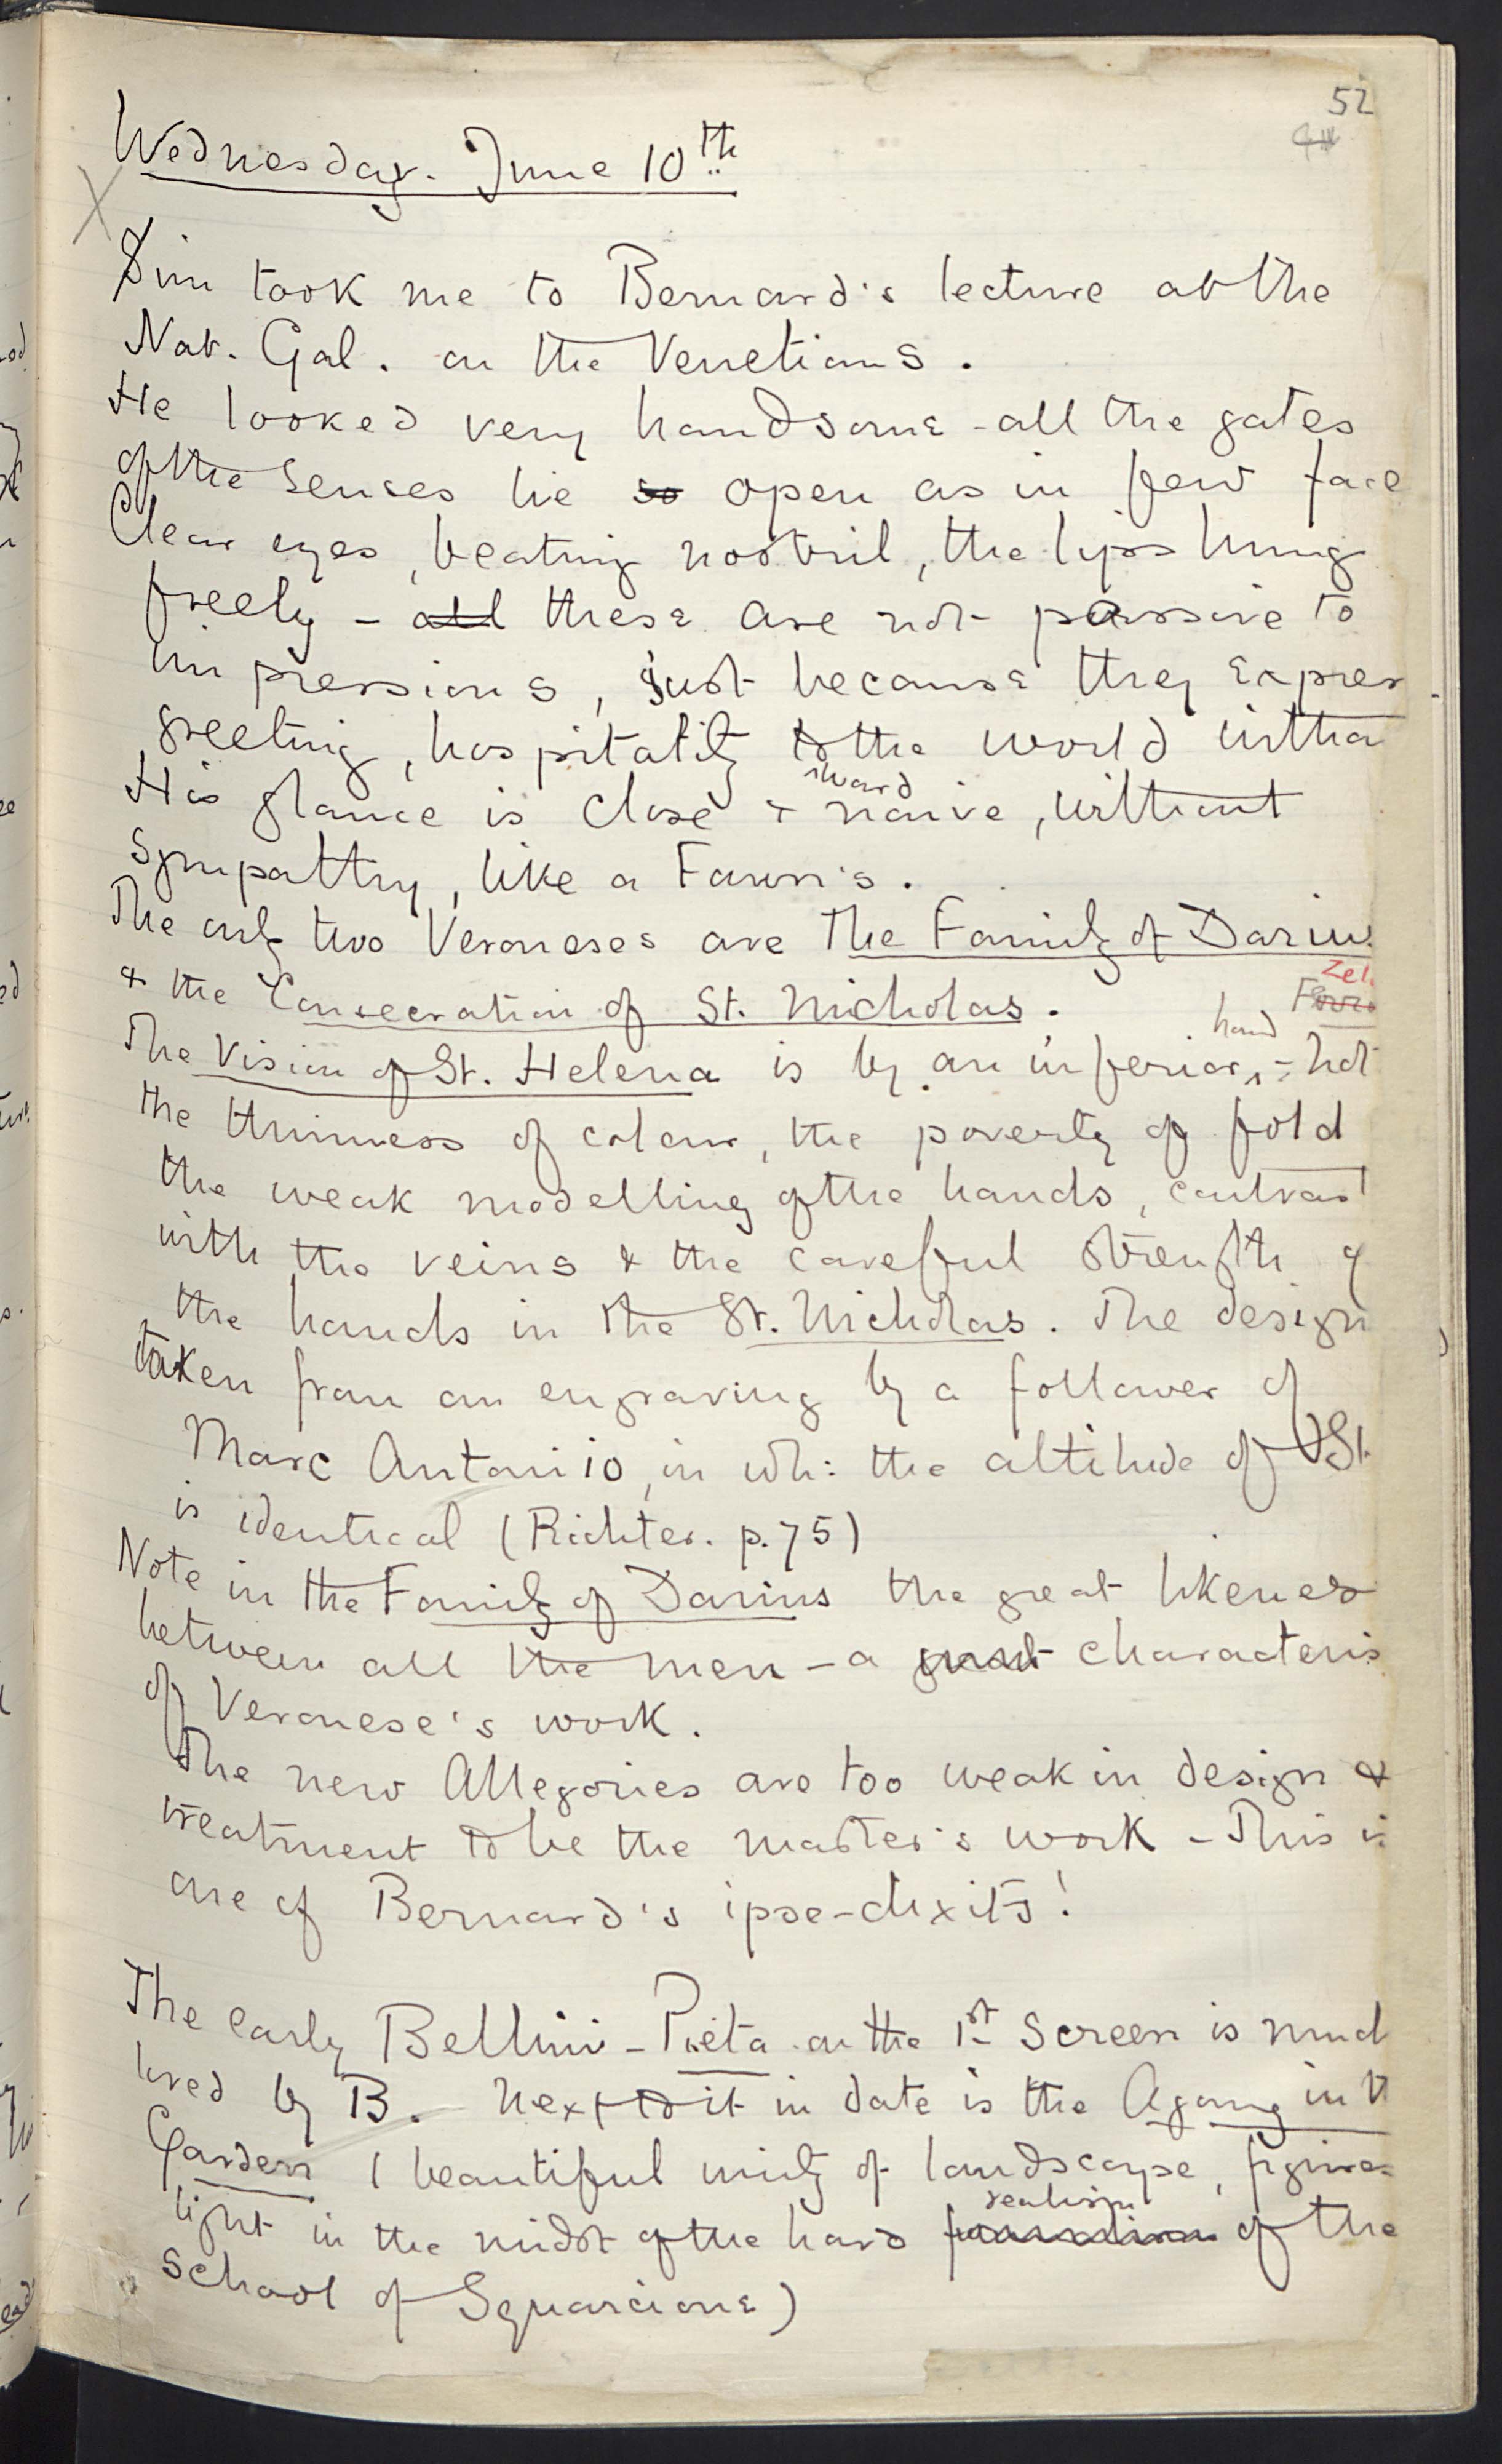 52
Wednesday. June 10th
Sim took me to Bernard's lecture at the
Nat. Gal. on the Venetians.
He looked very handsome - all the gates
of the senses lie so open as in few face
Clear eyes, beating nostril, the lips hung
freely - all these are not passive to
impressions, just because they express
greeting, hospitality to the world witho
His glance is close & naive, without
hard
sympathy, like a Faun's.
The only two Veroneses are The Family of Darius
& the Consecration of St. Nicholas.
Zel.
The Vision of St. Helena is by an inferior, - not
hand
the thinness of colour, the poverty of fold
the weak modelling of the hands, contrast
with the veins & the careful strength of
the hands in the St. Nicholas. The design
taken from an engraving by a follower of
Marc Antonio, in wh: the attitude of St.
is identical (Richter. p. 75)
Note in the Family of Darius the great likeness
between all the men - a great characteris
of Veronese's work.
The new Allegories are too weak in design &
treatment to be the master's work - This is
one of Bernard's ipse-dixits!
The early Bellini - Pieta on the 1st Screen is much
loved by B. Next to it in date is the Agony in th
Garden (beautiful unity of landscape, figures
light in the midst of the hard realism of the
school of Squarcione)